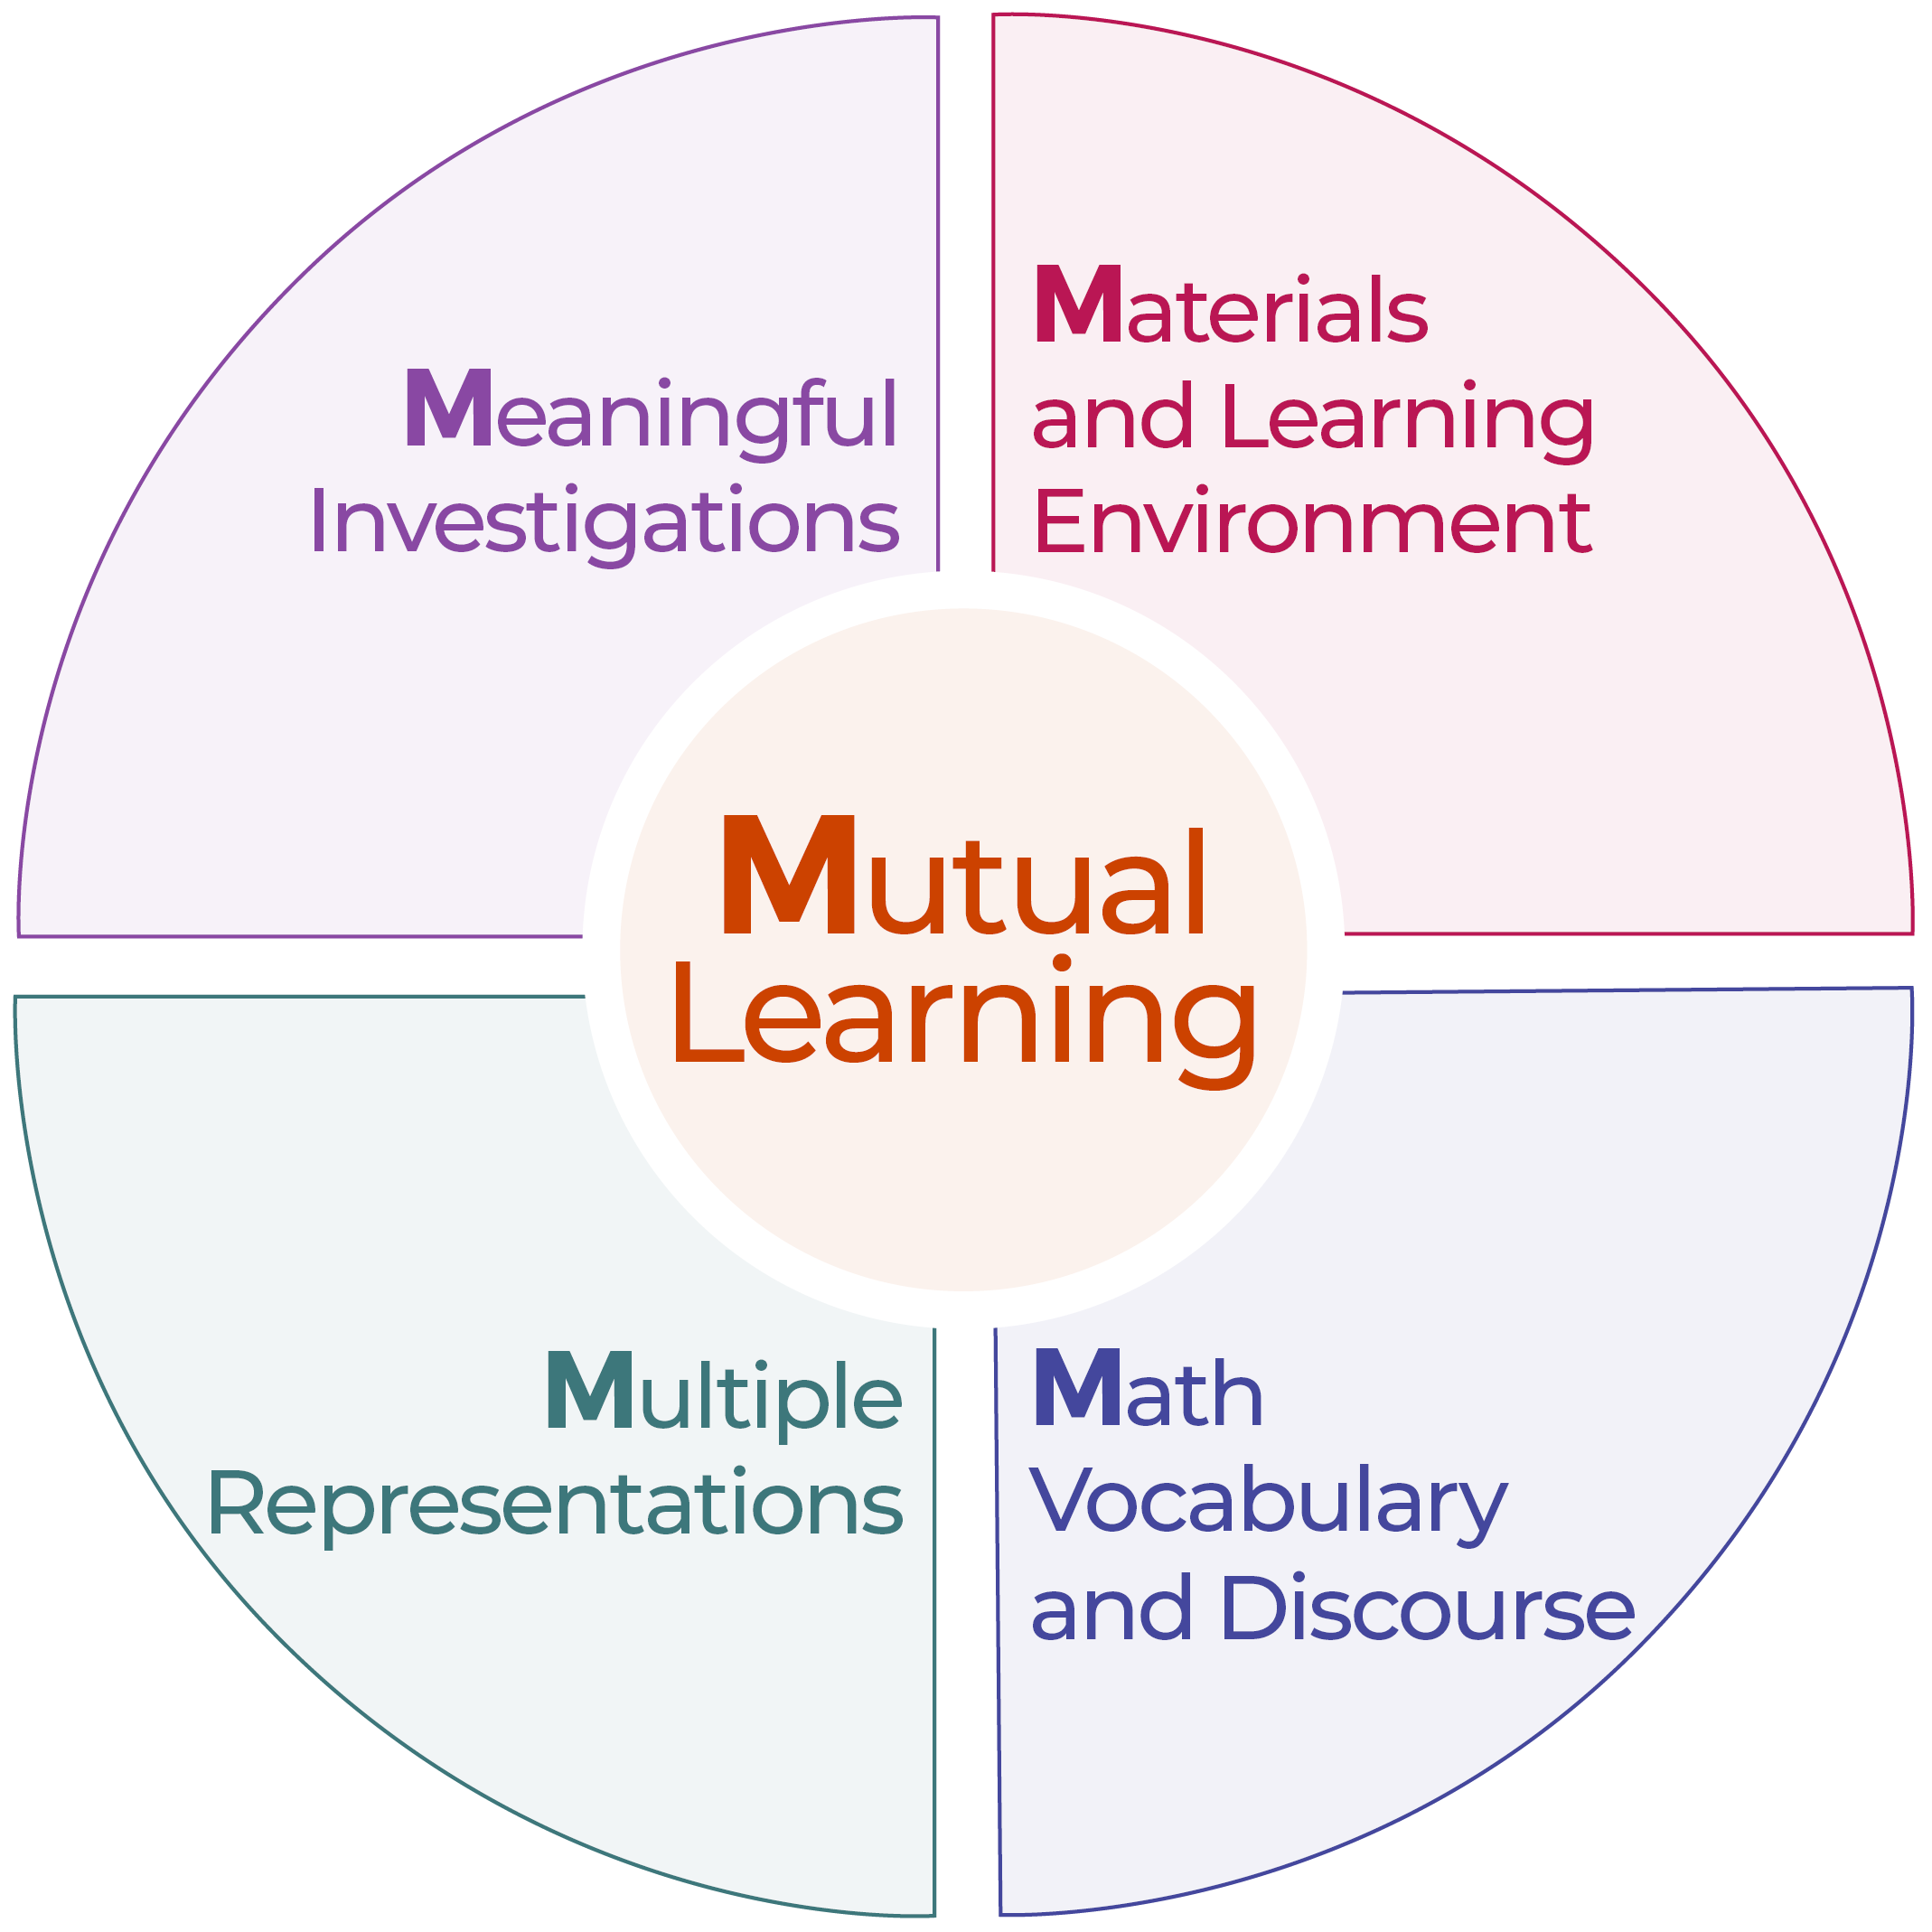 Meaningful
Investigations
Materials
and Learning
Environment
Mutual
Learning
Multiple
Representations
Math
Vocabulary
and Discourse